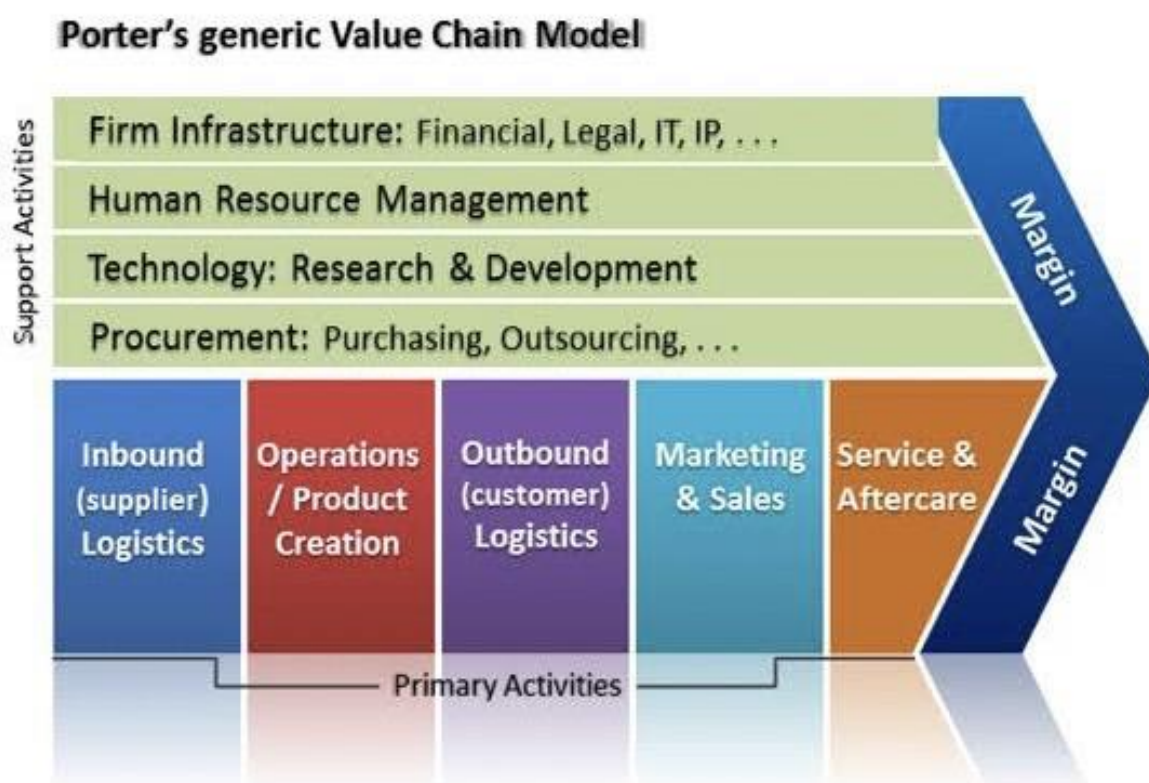 Porter's generic Value Chain Model
Support Activities
Firm Infrastructure: Financial, Legal, IT, IP, . . .
Human Resource Management
Technology: Research & Development
Procurement: Purchasing, Outsourcing, . . .
Margin
Inbound
(supplier)
Logistics
Operations
/ Product
Creation
Outbound
(customer)
Logistics
Marketing
& Sales
Service &
Aftercare
Margin
Primary Activities